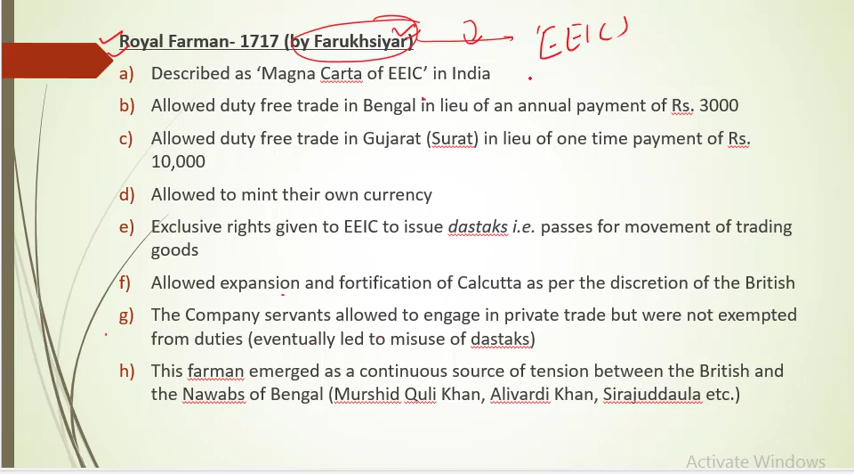 Royal Farman- 1717 (by Farukhsiyar) EEIC
a) Described as ‘Magna Carta of EEIC’ in India
b) Allowed duty free trade in Bengal in lieu of an annual payment of Rs. 3000
c) Allowed duty free trade in Gujarat (Surat) in lieu of one time payment of Rs.
10,000
d) Allowed to mint their own currency
e) Exclusive rights given to EEIC to issue dastaks i.e. passes for movement of trading
goods
f) Allowed expansion and fortification of Calcutta as per the discretion of the British
g) The Company servants allowed to engage in private trade but were not exempted
from duties (eventually led to misuse of dastaks)
h) This farman emerged as a continuous source of tension between the British and
the Nawabs of Bengal (Murshid Quli Khan, Alivardi Khan, Sirajuddaula etc.)
Activate Windows